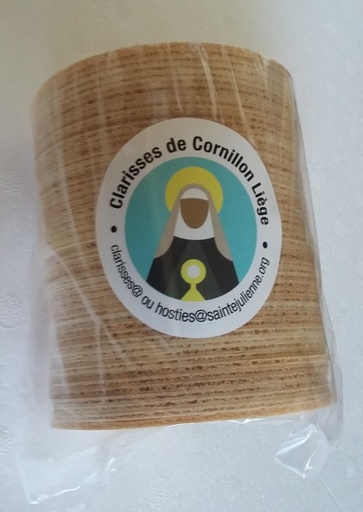 • Clarisses de Cornillon Liège •
clarisses@ ou hosties@saintejulienne.org